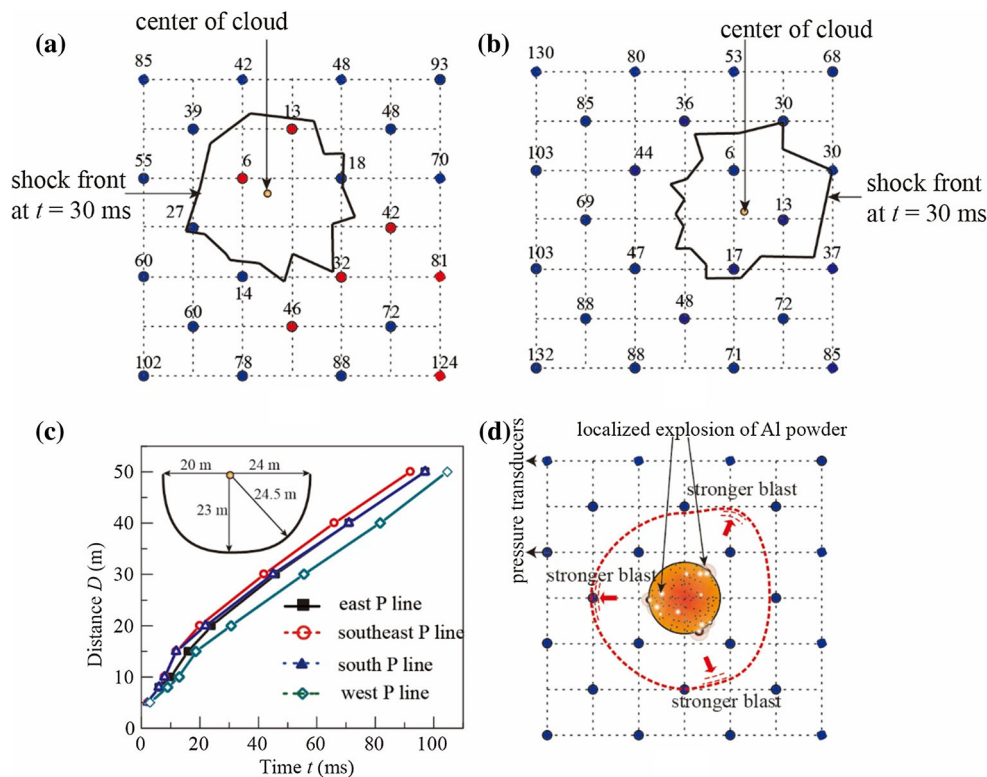 (a)
center of cloud
85 42 48 93
39 13 48
55 6 18 70
shock front
at t = 30 ms
27 42
60 14 32 81
60 46 72
102 78 88 124
(b)
center of cloud
130 80 53 68
85 36 30
103 44 6 30
shock front
at t = 30 ms
69 13
103 47 17 37
88 48 72
132 88 71 85
(c)
Distance D (m)
50
40
30
20
10
0
0 20 40 60 80 100
Time t (ms)
20 m 24 m
23 m 24.5 m
east P line
southeast P line
south P line
west P line
(d)
localized explosion of Al powder
pressure transducers
stronger blast
stronger blast
stronger blast